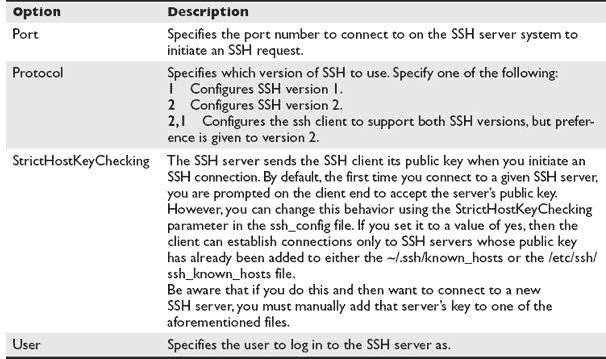 Option Description
Port Specifies the port number to connect to on the SSH server system to
initiate an SSH request.
Protocol Specifies which version of SSH to use. Specify one of the following:
1 Configures SSH version 1.
2 Configures SSH version 2.
2,1 Configures the ssh client to support both SSH versions, but prefer-
ence is given to version 2.
StrictHostKeyChecking The SSH server sends the SSH client its public key when you initiate an
SSH connection. By default, the first time you connect to a given SSH server,
you are prompted on the client end to accept the server's public key.
However, you can change this behavior using the StrictHostKeyChecking
parameter in the ssh_config file. If you set it to a value of yes, then the
client can establish connections only to SSH servers whose public key
has already been added to either the ~/.ssh/known_hosts or the /etc/ssh/
ssh_known_hosts file.
Be aware that if you do this and then want to connect to a new
SSH server, you must manually add that server's key to one of the
aforementioned files.
User Specifies the user to log in to the SSH server as.